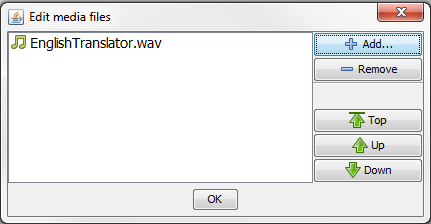 Edit media files
EnglishTranslator.wav
Add...
Remove
Top
Up
Down
OK